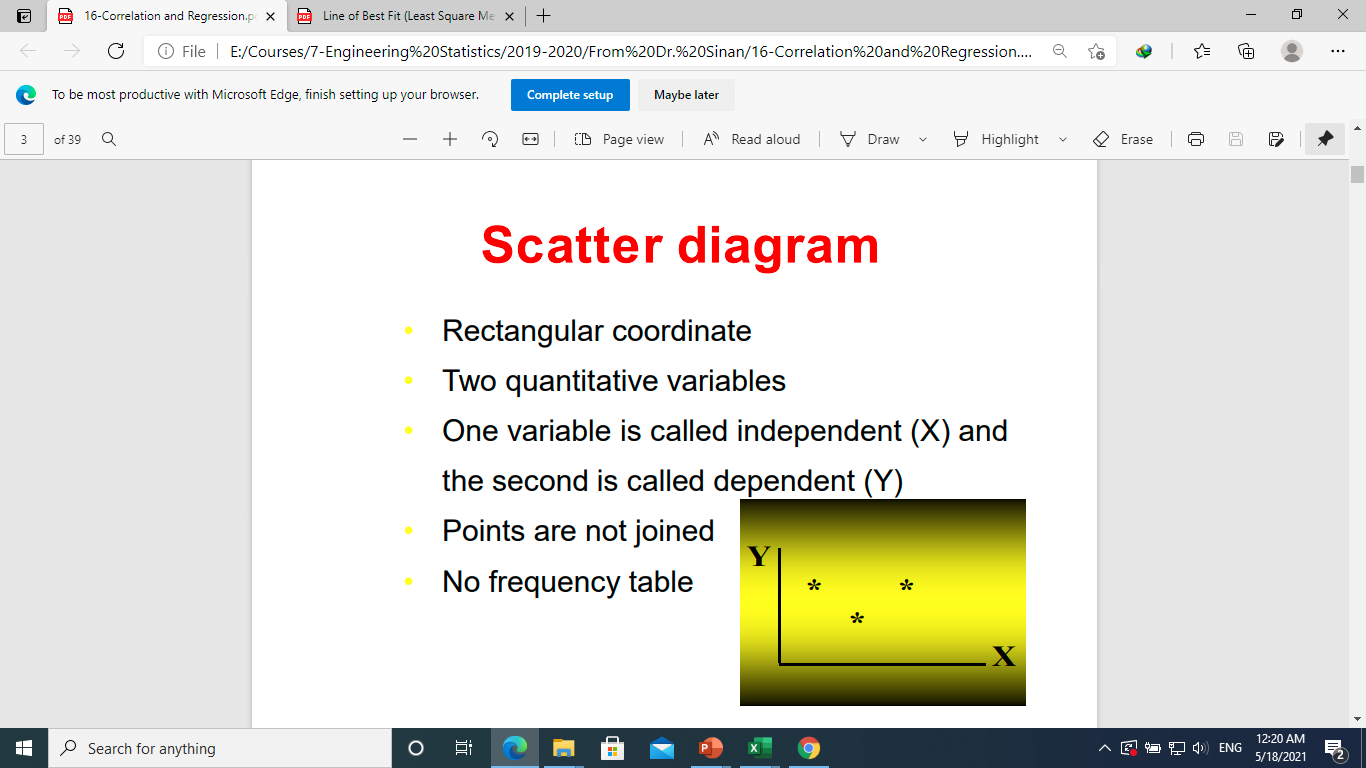 16-Correlation and Regression.p
Line of Best Fit (Least Square Me
File
E:/Courses/7-Engineering%20Statistics/2019-2020/From%20Dr.%20Sinan/16-Correlation%20and%20Regression....
To be most productive with Microsoft Edge, finish setting up your browser.
Complete setup
Maybe later
3
of 39
Page view
Read aloud
Draw
Highlight
Erase
Scatter diagram
• Rectangular coordinate
• Two quantitative variables
• One variable is called independent (X) and
the second is called dependent (Y)
• Points are not joined
• No frequency table
Y
* *
*
X
Search for anything
ENG
12:20 AM
5/18/2021
2